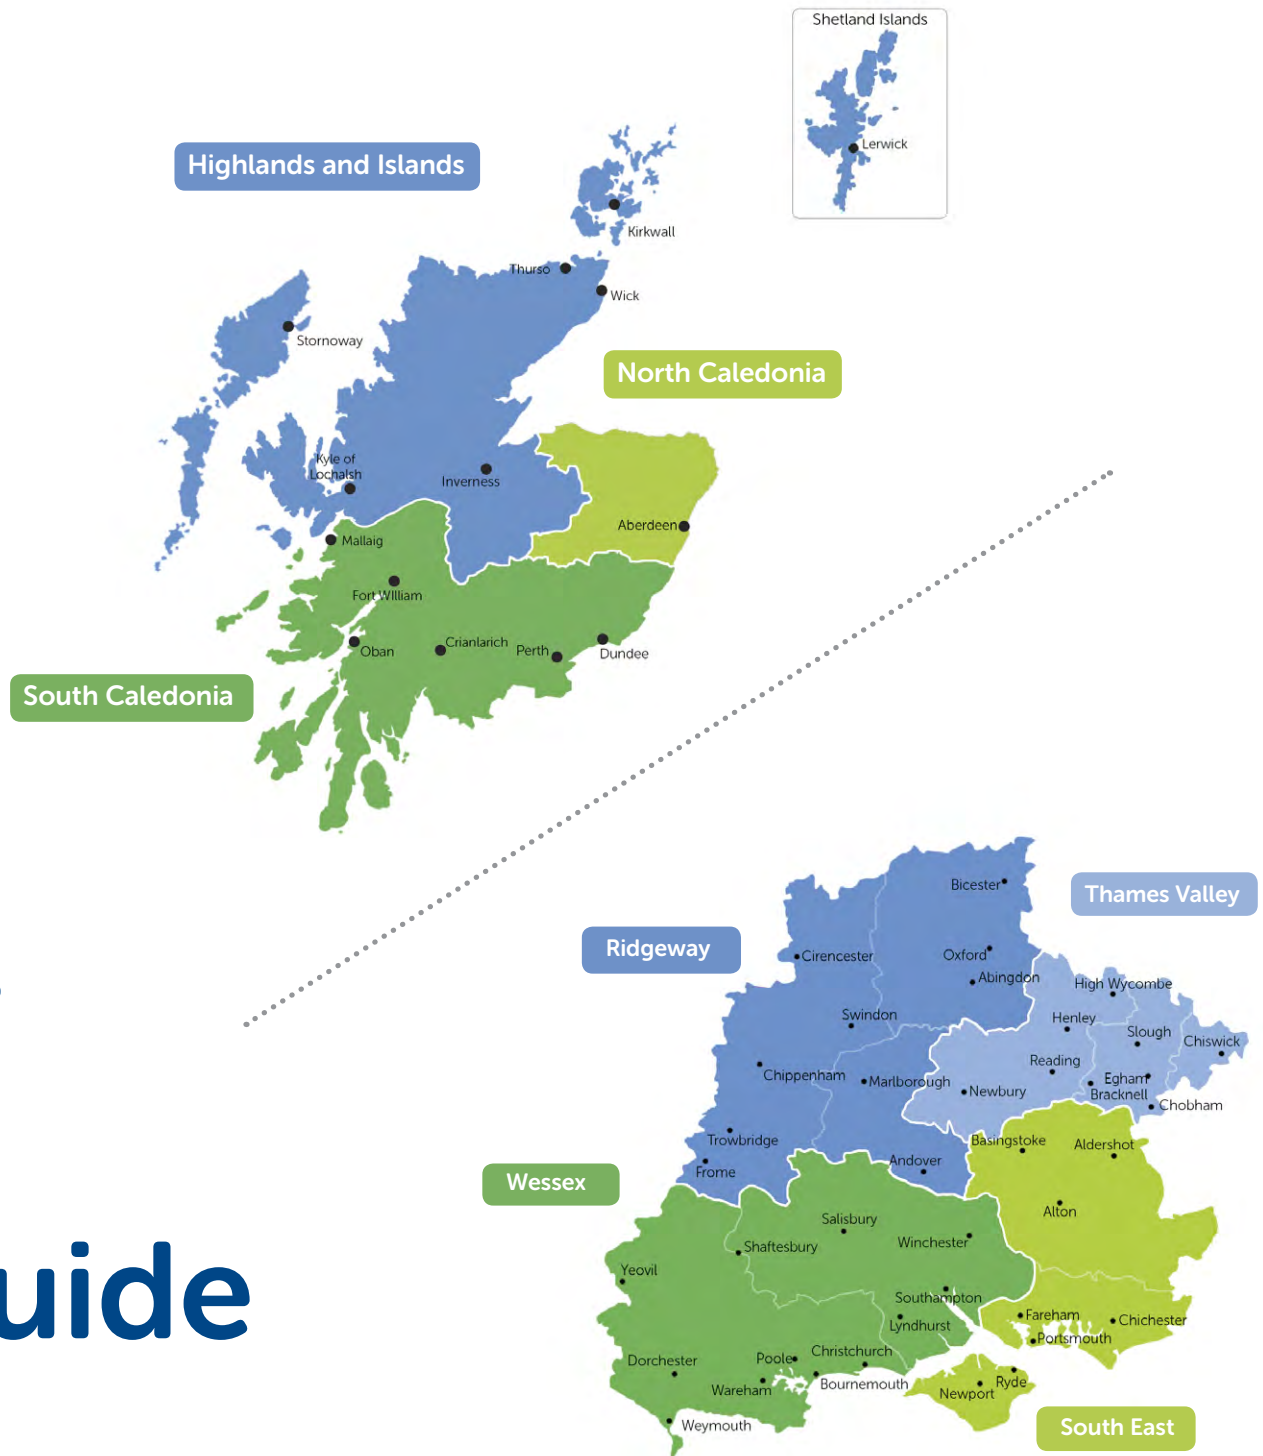 Shetland Islands
Lerwick
Highlands and Islands
Kirkwall
Thurso
Wick
Stornoway
North Caledonia
Kyle of
Lochalsh
Inverness
Aberdeen
Mallaig
Fort WIlliam
Oban
Crianlarich
Perth
Dundee
South Caledonia
Bicester
Thames Valley
Ridgeway
Cirencester
Oxford
Abingdon
High Wycombe
Swindon
Henley
Slough
Chiswick
Chippenham
Marlborough
Reading
Newbury
Egham
Bracknell
Chobham
Trowbridge
Basingstoke
Aldershot
Frome
Andover
Wessex
Alton
Salisbury
Shaftesbury
Winchester
Yeovil
Southampton
Lyndhurst
Fareham
Chichester
Portsmouth
uide
Dorchester
Poole
Christchurch
Wareham
Bournemouth
Newport
Ryde
Weymouth
South East